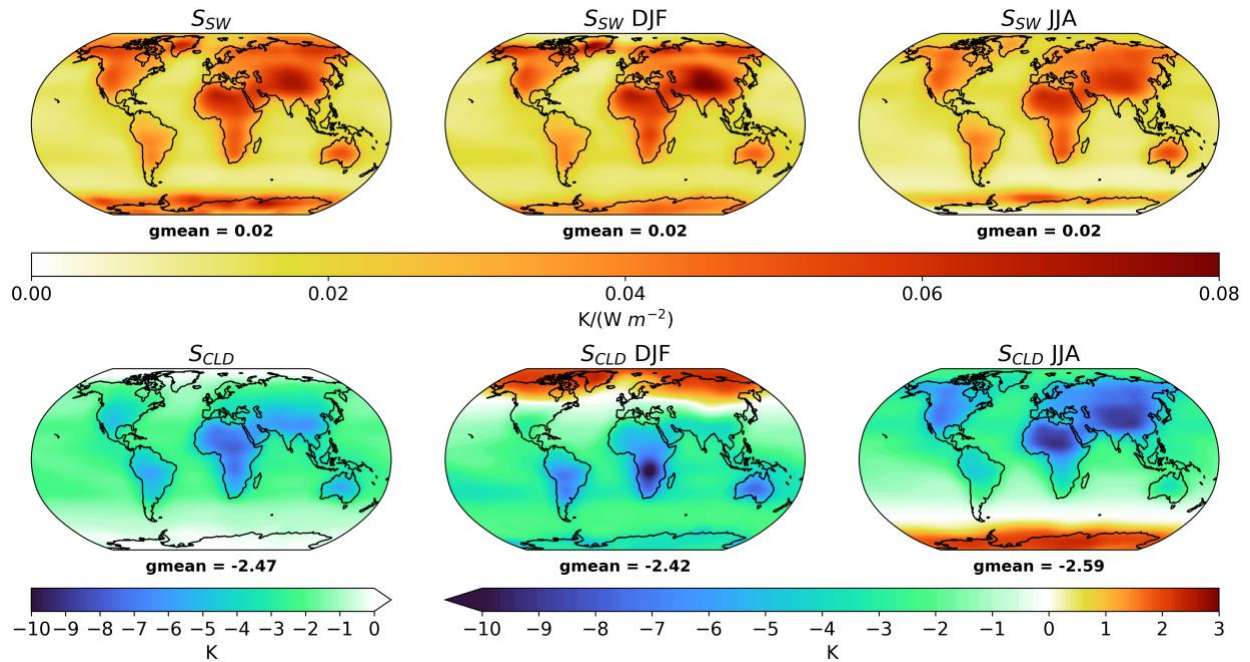 S_SW S_SW DJF S_SW JJA
gmean = 0.02 gmean = 0.02 gmean = 0.02
0.00 0.02 0.04 0.06 0.08
K/(W m⁻²)
S_CLD S_CLD DJF S_CLD JJA
gmean = -2.47 gmean = -2.42 gmean = -2.59
−10 −9 −8 −7 −6 −5 −4 −3 −2 −1 0 −10 −9 −8 −7 −6 −5 −4 −3 −2 −1 0 1 2 3
K K